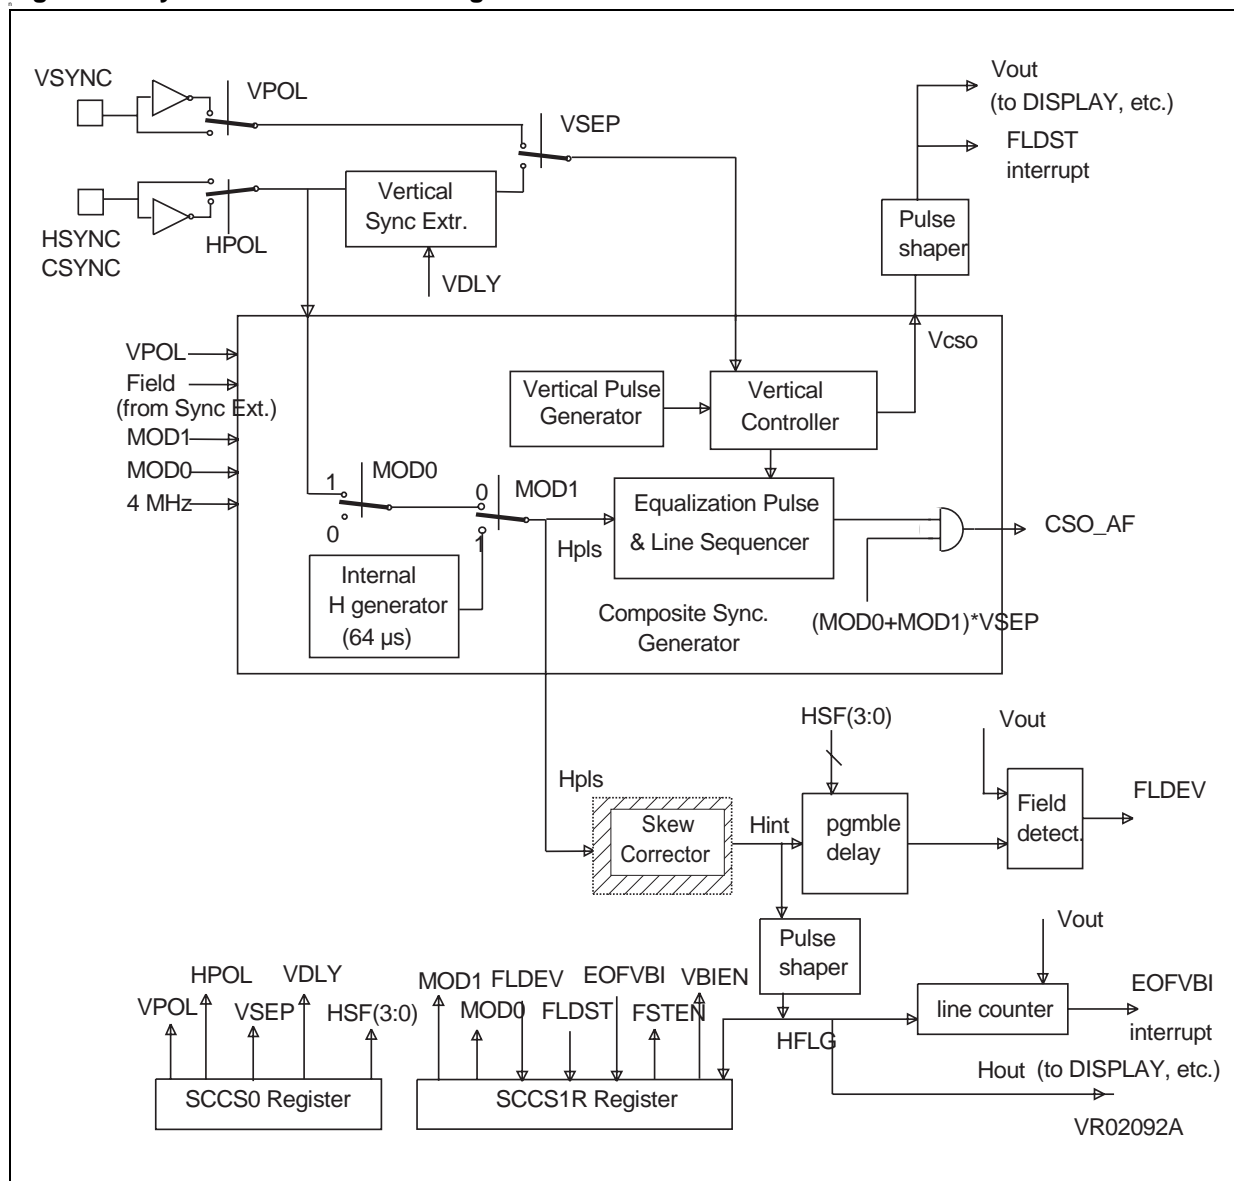 VSYNC
VPOL
VSEP
Vout
(to DISPLAY, etc.)
FLDST
interrupt
HSYNC
CSYNC
HPOL
Vertical
Sync Extr.
VDLY
Pulse
shaper
Vcso
VPOL
Field
(from Sync Ext.)
MOD1
MOD0
4 MHz
Vertical Pulse
Generator
Vertical
Controller
1
MOD0
0
0
MOD1
1
Hpls
Equalization Pulse
& Line Sequencer
CSO_AF
Internal
H generator
(64 µs)
Composite Sync.
Generator
(MOD0+MOD1)*VSEP
HSF(3:0)
Vout
Hpls
Skew
Corrector
Hint
pgmble
delay
Field
detect.
FLDEV
Pulse
shaper
Vout
HPOL
VDLY
VPOL
VSEP
HSF(3:0)
MOD1
FLDEV
EOFVBI
VBIEN
MOD0
FLDST
FSTEN
HFLG
line counter
EOFVBI
interrupt
Hout (to DISPLAY, etc.)
SCCS0 Register
SCCS1R Register
VR02092A